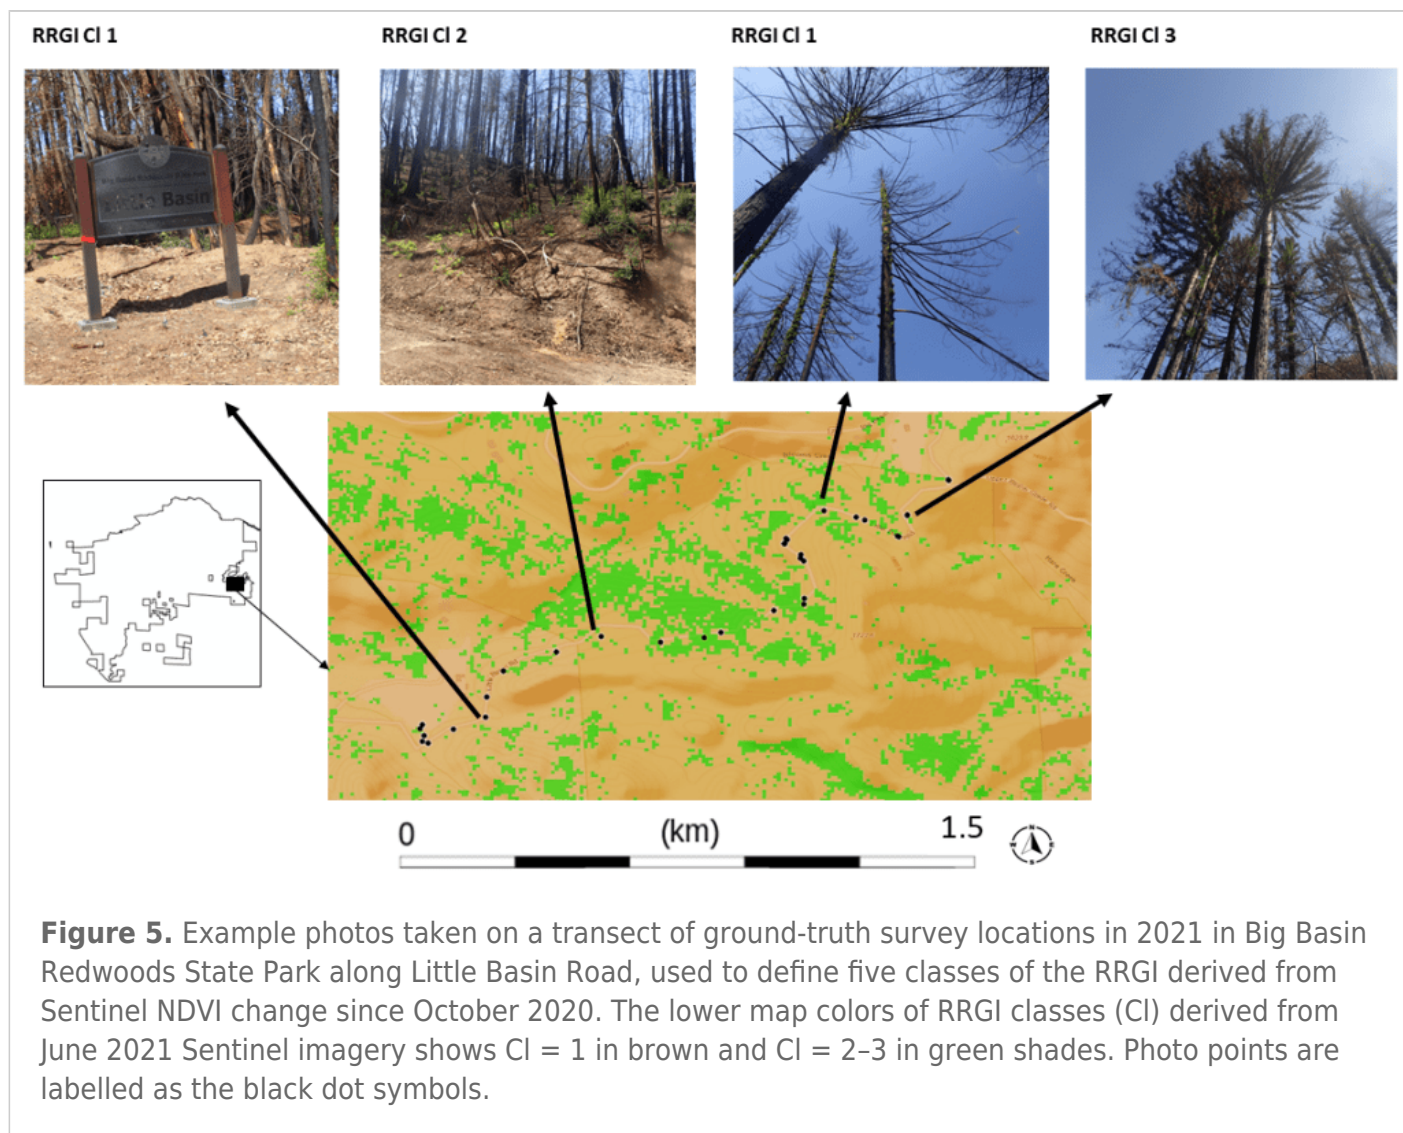 RRGI Cl 1
RRGI Cl 2
RRGI Cl 1
RRGI Cl 3
Little Basin
0
(km)
1.5
Figure 5. Example photos taken on a transect of ground-truth survey locations in 2021 in Big Basin
Redwoods State Park along Little Basin Road, used to define five classes of the RRGI derived from
Sentinel NDVI change since October 2020. The lower map colors of RRGI classes (Cl) derived from
June 2021 Sentinel imagery shows Cl = 1 in brown and Cl = 2–3 in green shades. Photo points are
labelled as the black dot symbols.